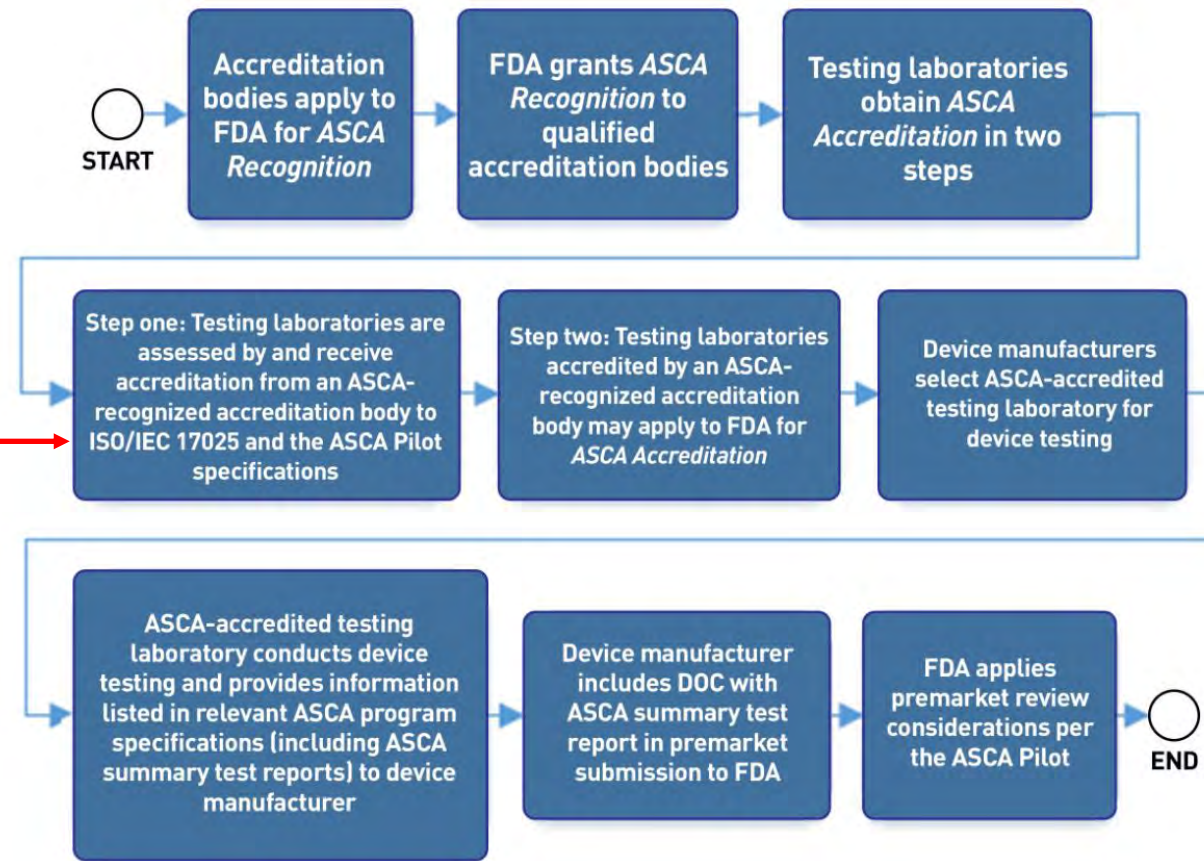 Accreditation
bodies apply to
FDA for ASCA
Recognition
FDA grants ASCA
Recognition to
qualified
accreditation bodies
Testing laboratories
obtain ASCA
Accreditation in two
steps
START
Step one: Testing laboratories are
assessed by and receive
accreditation from an ASCA-
recognized accreditation body to
ISO/IEC 17025 and the ASCA Pilot
specifications
Step two: Testing laboratories
accredited by an ASCA-
recognized accreditation
body may apply to FDA for
ASCA Accreditation
Device manufacturers
select ASCA-accredited
testing laboratory for
device testing
ASCA-accredited testing
laboratory conducts device
testing and provides information
listed in relevant ASCA program
specifications (including ASCA
summary test reports) to device
manufacturer
Device manufacturer
includes DOC with
ASCA summary test
report in premarket
submission to FDA
FDA applies
premarket review
considerations per
the ASCA Pilot
END